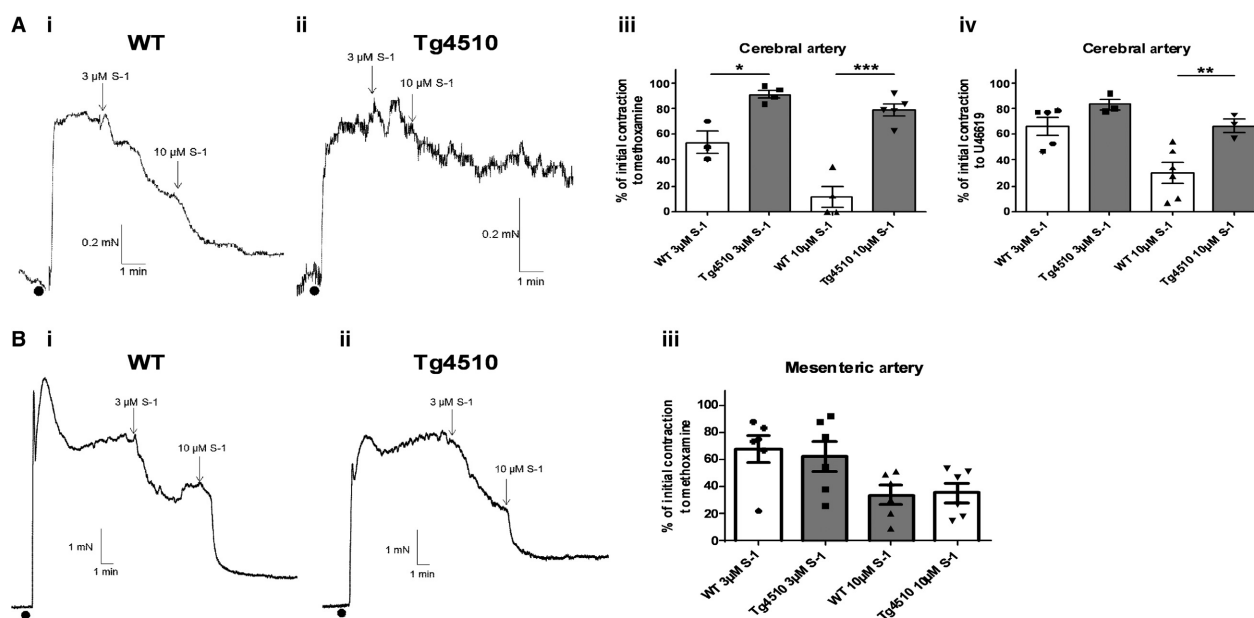 A
i
WT
3 µM S-1
10 µM S-1
0.2 mN
1 min
ii
Tg4510
3 µM S-1
10 µM S-1
0.2 mN
1 min
iii
Cerebral artery
% of initial contraction
to methoxamine
100
80
60
40
20
0
*
***
WT 3µM S-1
Tg4510 3µM S-1
WT 10µM S-1
Tg4510 10µM S-1
iv
Cerebral artery
% of initial contraction
to U46619
100
80
60
40
20
0
**
WT 3µM S-1
Tg4510 3µM S-1
WT 10µM S-1
Tg4510 10µM S-1
B
i
WT
3 µM S-1
10 µM S-1
1 mN
1 min
ii
Tg4510
3 µM S-1
10 µM S-1
1 mN
1 min
iii
Mesenteric artery
% of initial contraction
to methoxamine
100
80
60
40
20
0
WT 3µM S-1
Tg4510 3µM S-1
WT 10µM S-1
Tg4510 10µM S-1